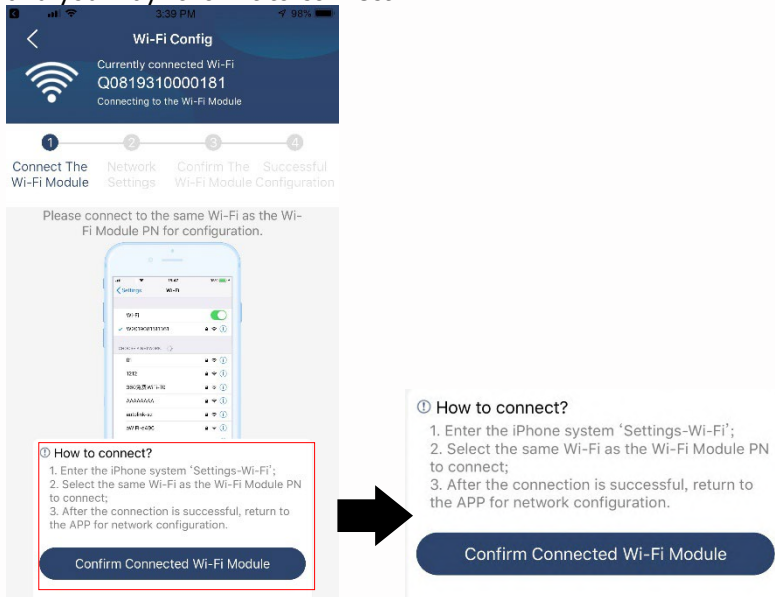 3:39 PM
98%
Wi-Fi Config
Currently connected Wi-Fi
Q0819310000181
Connecting to the Wi-Fi Module
1
2
3
4
Connect The
Wi-Fi Module
Network
Settings
Confirm The
Wi-Fi Module
Successful
Configuration
Please connect to the same Wi-Fi as the Wi-
Fi Module PN for configuration.
Settings
Wi-Fi
Wi-Fi
How to connect?
1. Enter the iPhone system ‘Settings-Wi-Fi’;
2. Select the same Wi-Fi as the Wi-Fi Module PN
to connect;
3. After the connection is successful, return to
the APP for network configuration.
Confirm Connected Wi-Fi Module
How to connect?
1. Enter the iPhone system ‘Settings-Wi-Fi’;
2. Select the same Wi-Fi as the Wi-Fi Module PN
to connect;
3. After the connection is successful, return to
the APP for network configuration.
Confirm Connected Wi-Fi Module